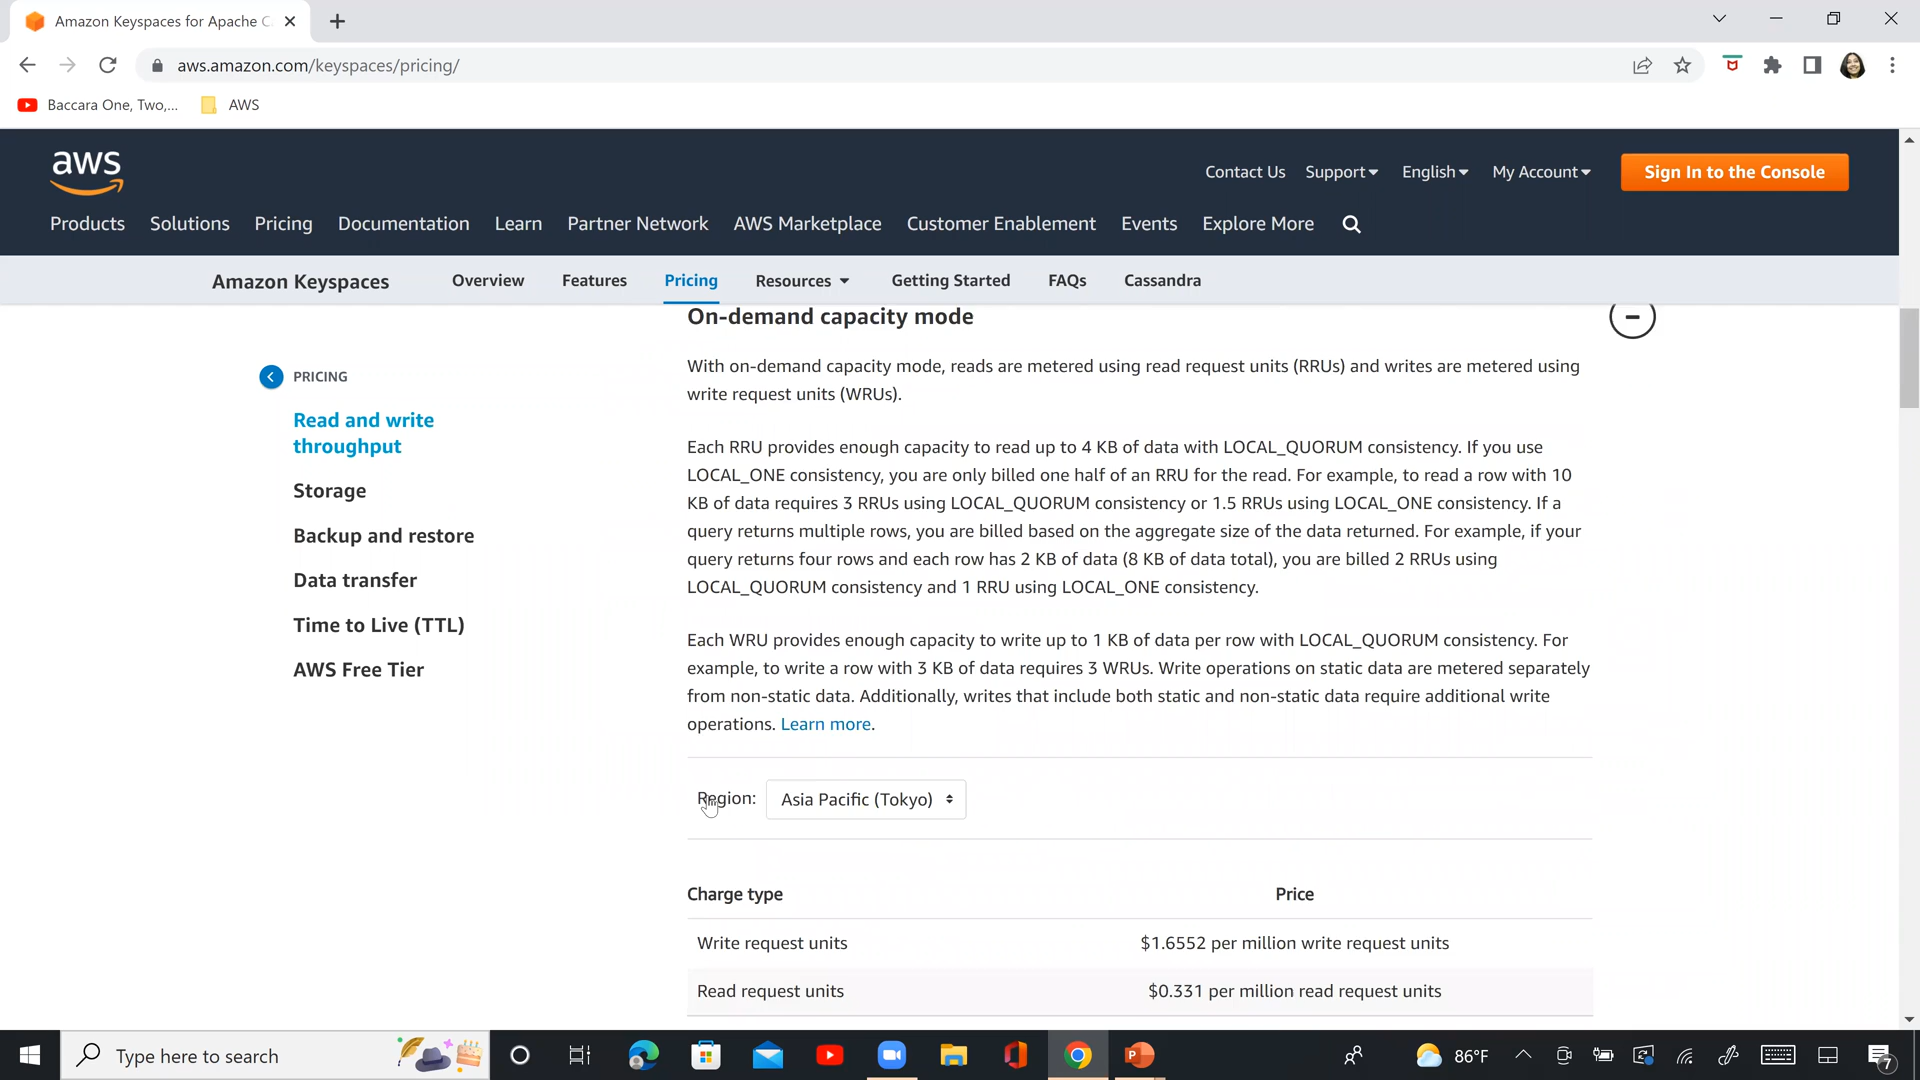 Amazon Keyspaces for Apache C
aws.amazon.com/keyspaces/pricing/
Baccara One, Two,...
AWS
aws
Contact Us
Support
English
My Account
Sign In to the Console
Products
Solutions
Pricing
Documentation
Learn
Partner Network
AWS Marketplace
Customer Enablement
Events
Explore More
Amazon Keyspaces
Overview
Features
Pricing
Resources
Getting Started
FAQs
Cassandra
PRICING
Read and write
throughput
Storage
Backup and restore
Data transfer
Time to Live (TTL)
AWS Free Tier
On-demand capacity mode
With on-demand capacity mode, reads are metered using read request units (RRUs) and writes are metered using
write request units (WRUs).
Each RRU provides enough capacity to read up to 4 KB of data with LOCAL_QUORUM consistency. If you use
LOCAL_ONE consistency, you are only billed one half of an RRU for the read. For example, to read a row with 10
KB of data requires 3 RRUs using LOCAL_QUORUM consistency or 1.5 RRUs using LOCAL_ONE consistency. If a
query returns multiple rows, you are billed based on the aggregate size of the data returned. For example, if your
query returns four rows and each row has 2 KB of data (8 KB of data total), you are billed 2 RRUs using
LOCAL_QUORUM consistency and 1 RRU using LOCAL_ONE consistency.
Each WRU provides enough capacity to write up to 1 KB of data per row with LOCAL_QUORUM consistency. For
example, to write a row with 3 KB of data requires 3 WRUs. Write operations on static data are metered separately
from non-static data. Additionally, writes that include both static and non-static data require additional write
operations. Learn more.
Region: Asia Pacific (Tokyo)
Charge type Price
Write request units $1.6552 per million write request units
Read request units $0.331 per million read request units
Type here to search
86°F
7